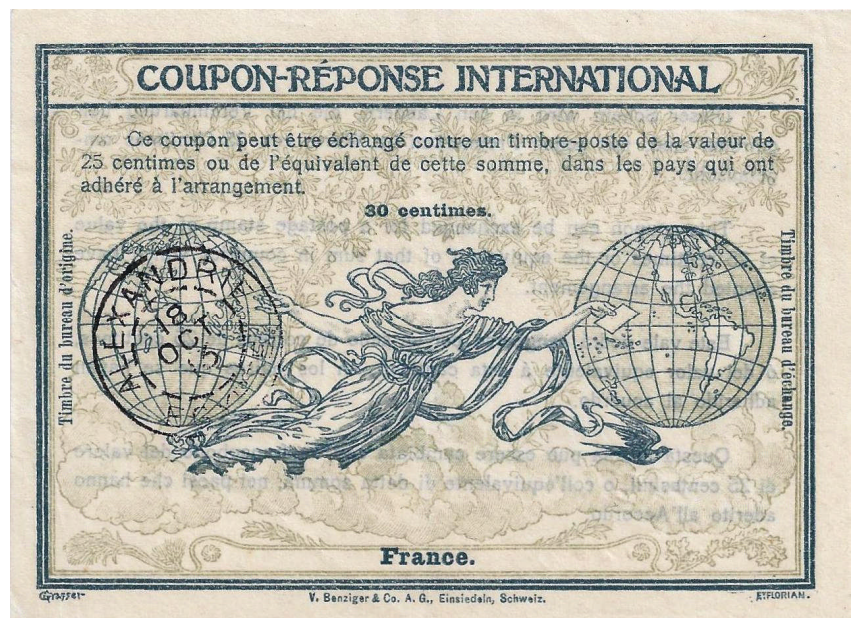 COUPON-RÉPONSE INTERNATIONAL
Ce coupon peut être échangé contre un timbre-poste de la valeur de
25 centimes ou de l'équivalent de cette somme, dans les pays qui ont
adhéré à l'arrangement.
30 centimes.
Timbre du bureau d'origine.
Timbre du bureau d'échange.
ALEXANDRIE
18
OCT
France.
Grasset
V. Benziger & Co. A. G., Einsiedeln, Schweiz.
E. FLORIAN.